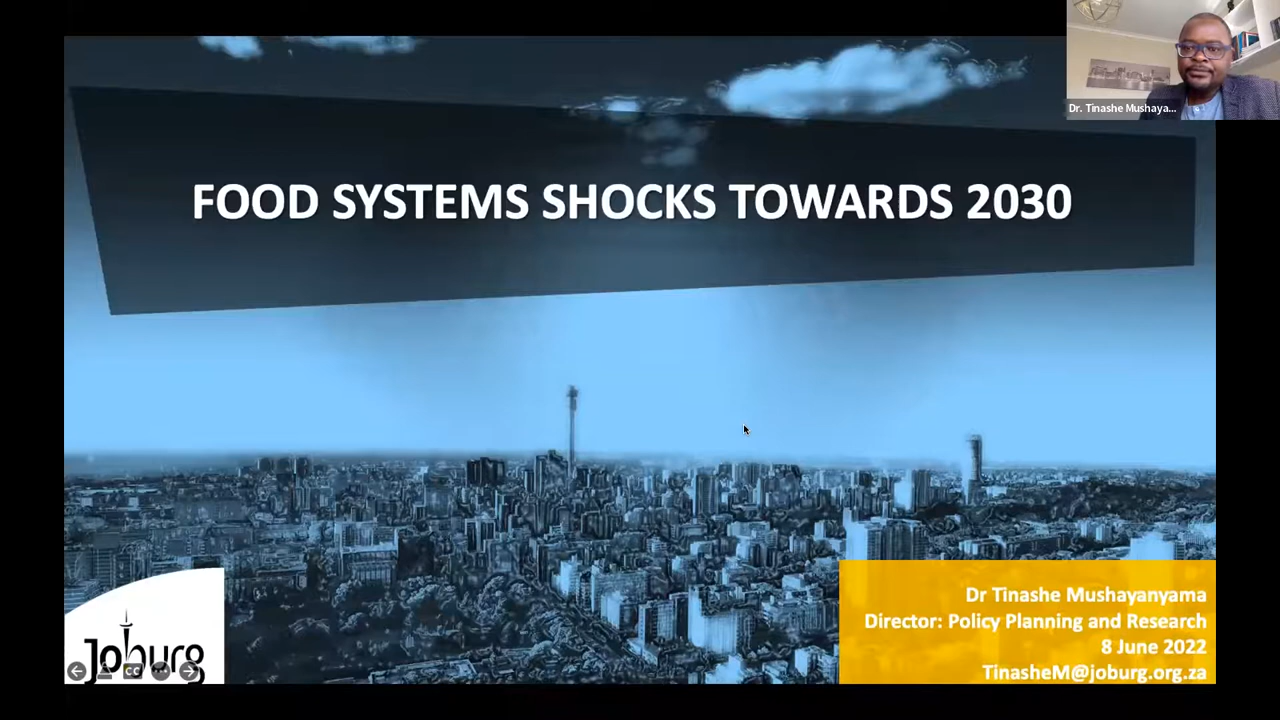 Dr. Tinashe Mushaya...
FOOD SYSTEMS SHOCKS TOWARDS 2030
Dr Tinashe Mushayanyama
Director: Policy Planning and Research
8 June 2022
TinasheM@joburg.org.za
Joburg
CC